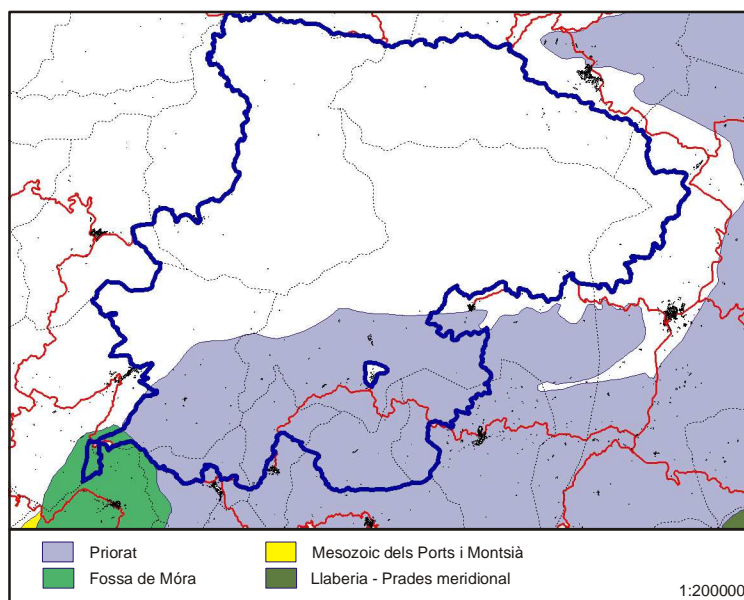 Priorat
Mesozoic dels Ports i Montsià
Fossa de Móra
Llaberia - Prades meridional
1:200000